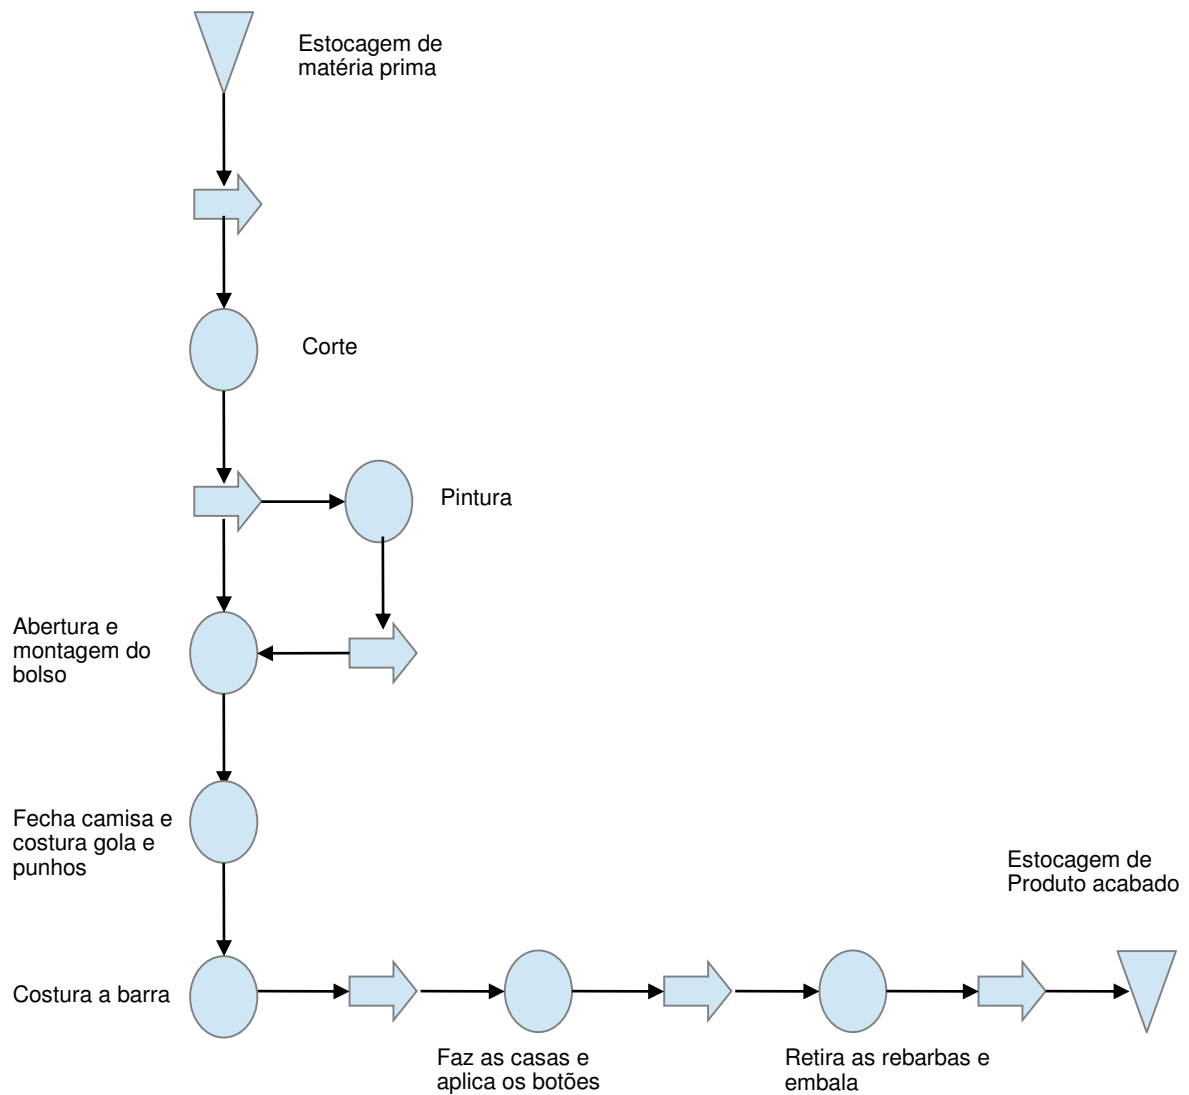 Estocagem de
matéria prima
Corte
Pintura
Abertura e
montagem do
bolso
Fecha camisa e
costura gola e
punhos
Estocagem de
Produto acabado
Costura a barra
Faz as casas e
aplica os botões
Retira as rebarbas e
embala